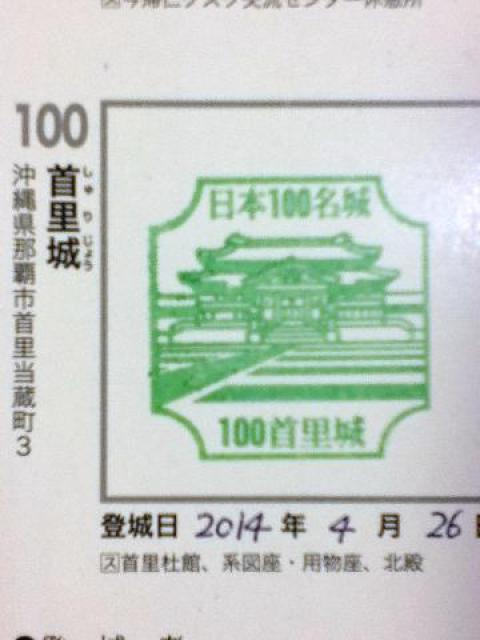 100
首里城
しゅりじょう
沖縄県那覇市首里当蔵町3
日本100名城
100首里城
登城日 2014 年 4 月 26 日
ス首里杜館、系図座・用物座、北殿